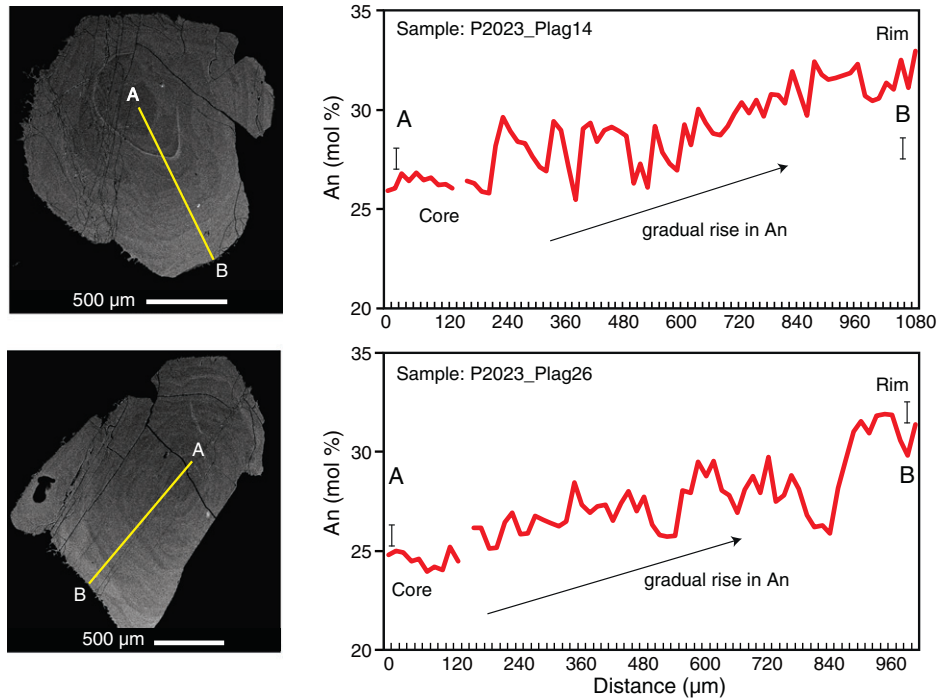 A
B
500 µm
Sample: P2023_Plag14
Rim
A
B
Core
gradual rise in An
An (mol %)
35
30
25
20
0 120 240 360 480 600 720 840 960 1080
A
B
500 µm
Sample: P2023_Plag26
Rim
A
B
Core
gradual rise in An
An (mol %)
35
30
25
20
0 120 240 360 480 600 720 840 960
Distance (µm)